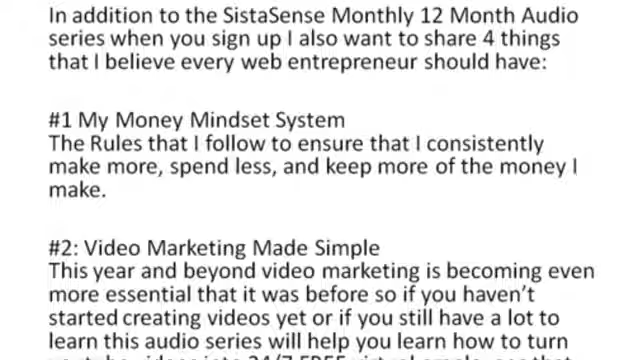 In addition to the SistaSense Monthly 12 Month Audio
series when you sign up I also want to share 4 things
that I believe every web entrepreneur should have:
#1 My Money Mindset System
The Rules that I follow to ensure that I consistently
make more, spend less, and keep more of the money I
make.
#2: Video Marketing Made Simple
This year and beyond video marketing is becoming even
more essential that it was before so if you haven't
started creating videos yet or if you still have a lot to
learn this audio series will help you learn how to turn